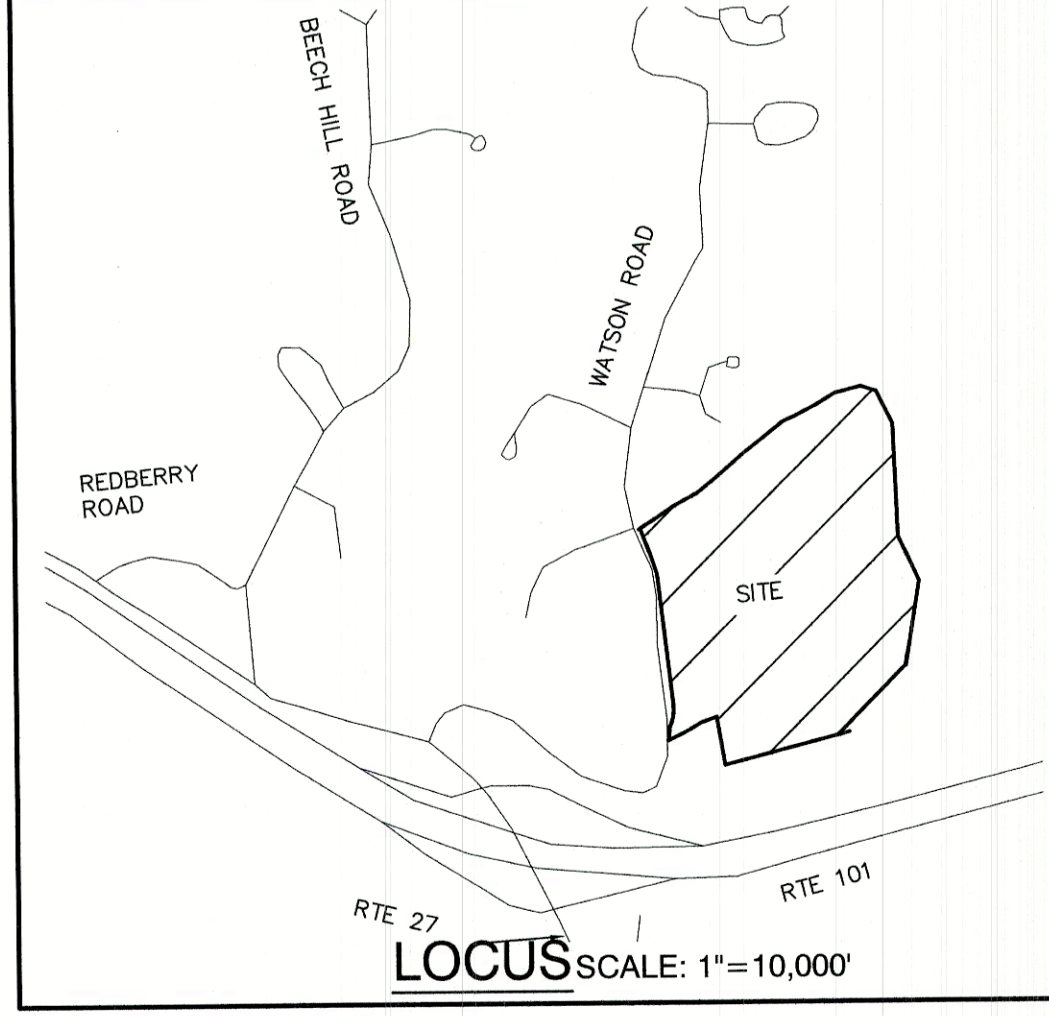 BEECH HILL ROAD
WATSON ROAD
REDBERRY
ROAD
SITE
RTE 101
RTE 27
LOCUS SCALE: 1"=10,000'